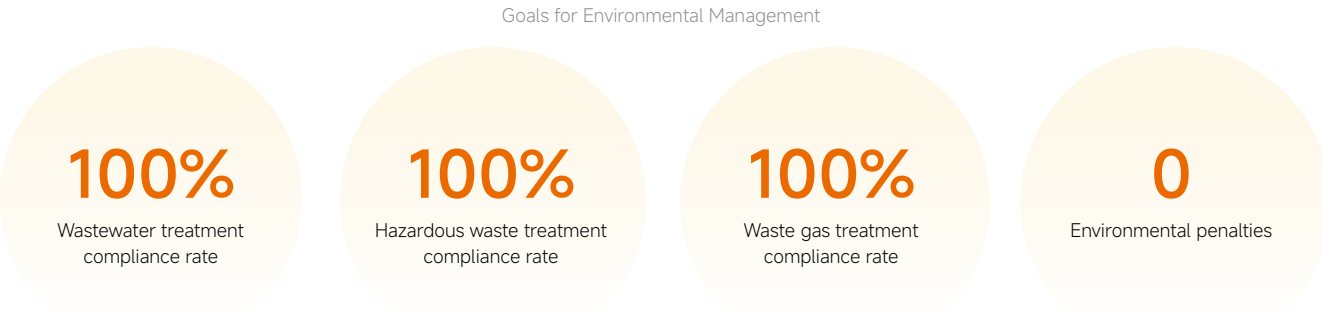 Goals for Environmental Management
100%
Wastewater treatment
compliance rate
100%
Hazardous waste treatment
compliance rate
100%
Waste gas treatment
compliance rate
0
Environmental penalties